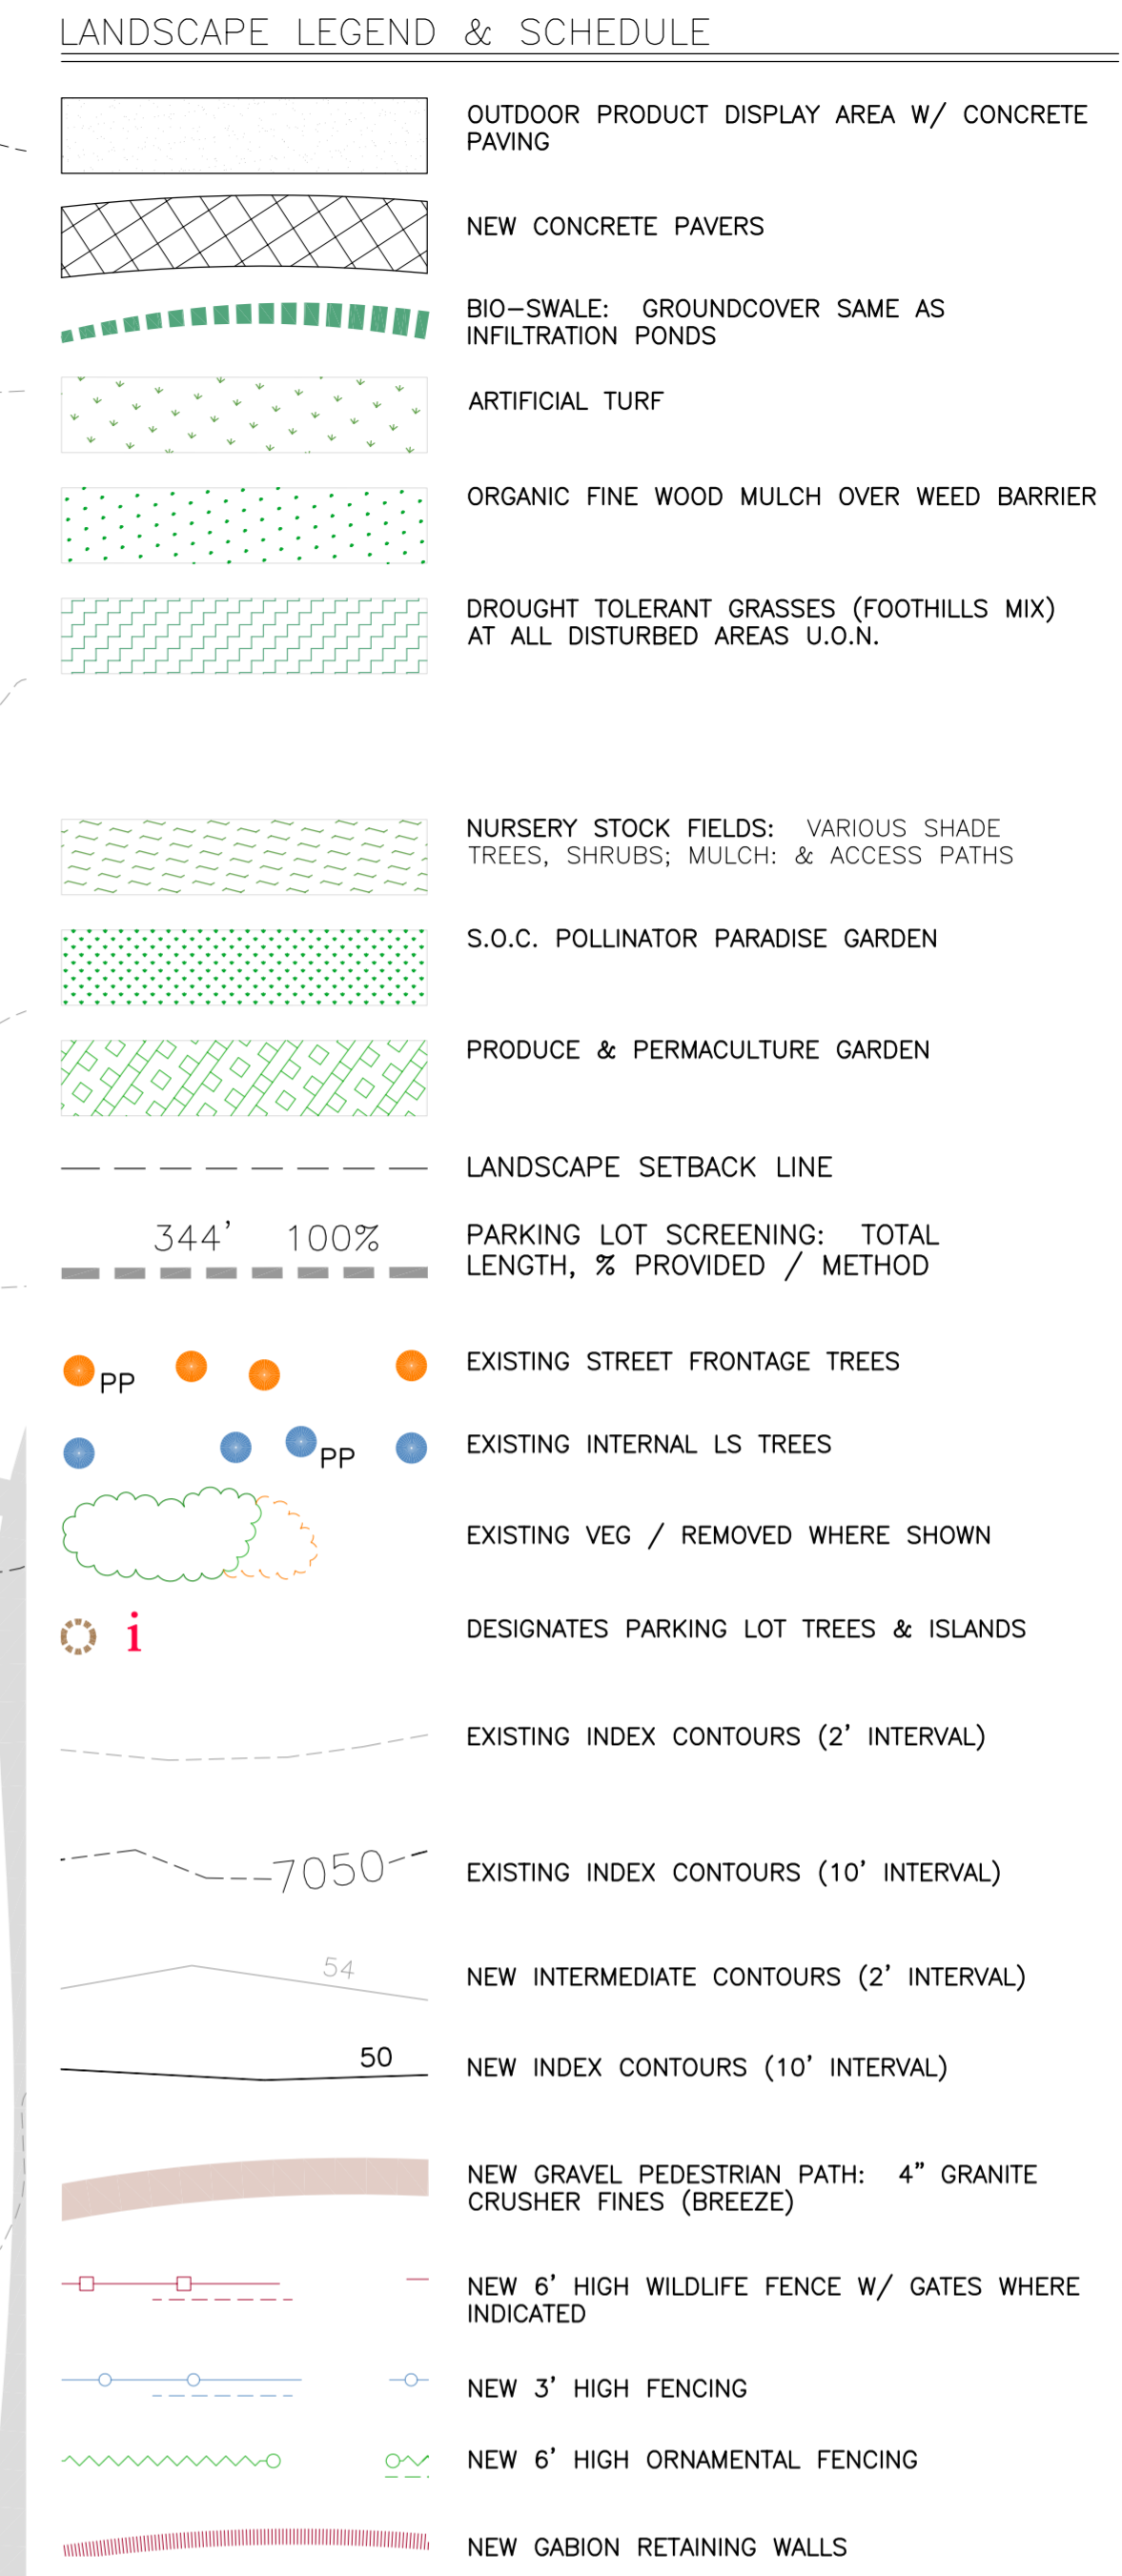 LANDSCAPE LEGEND & SCHEDULE
OUTDOOR PRODUCT DISPLAY AREA W/ CONCRETE
PAVING
NEW CONCRETE PAVERS
BIO-SWALE: GROUNDCOVER SAME AS
INFILTRATION PONDS
ARTIFICIAL TURF
ORGANIC FINE WOOD MULCH OVER WEED BARRIER
DROUGHT TOLERANT GRASSES (FOOTHILLS MIX)
AT ALL DISTURBED AREAS U.O.N.
NURSERY STOCK FIELDS: VARIOUS SHADE
TREES, SHRUBS; MULCH: & ACCESS PATHS
S.O.C. POLLINATOR PARADISE GARDEN
PRODUCE & PERMACULTURE GARDEN
LANDSCAPE SETBACK LINE
344' 100%
PARKING LOT SCREENING: TOTAL
LENGTH, % PROVIDED / METHOD
PP
EXISTING STREET FRONTAGE TREES
PP
EXISTING INTERNAL LS TREES
EXISTING VEG / REMOVED WHERE SHOWN
i
DESIGNATES PARKING LOT TREES & ISLANDS
EXISTING INDEX CONTOURS (2' INTERVAL)
7050
EXISTING INDEX CONTOURS (10' INTERVAL)
54
NEW INTERMEDIATE CONTOURS (2' INTERVAL)
50
NEW INDEX CONTOURS (10' INTERVAL)
NEW GRAVEL PEDESTRIAN PATH: 4" GRANITE
CRUSHER FINES (BREEZE)
NEW 6' HIGH WILDLIFE FENCE W/ GATES WHERE
INDICATED
NEW 3' HIGH FENCING
NEW 6' HIGH ORNAMENTAL FENCING
NEW GABION RETAINING WALLS